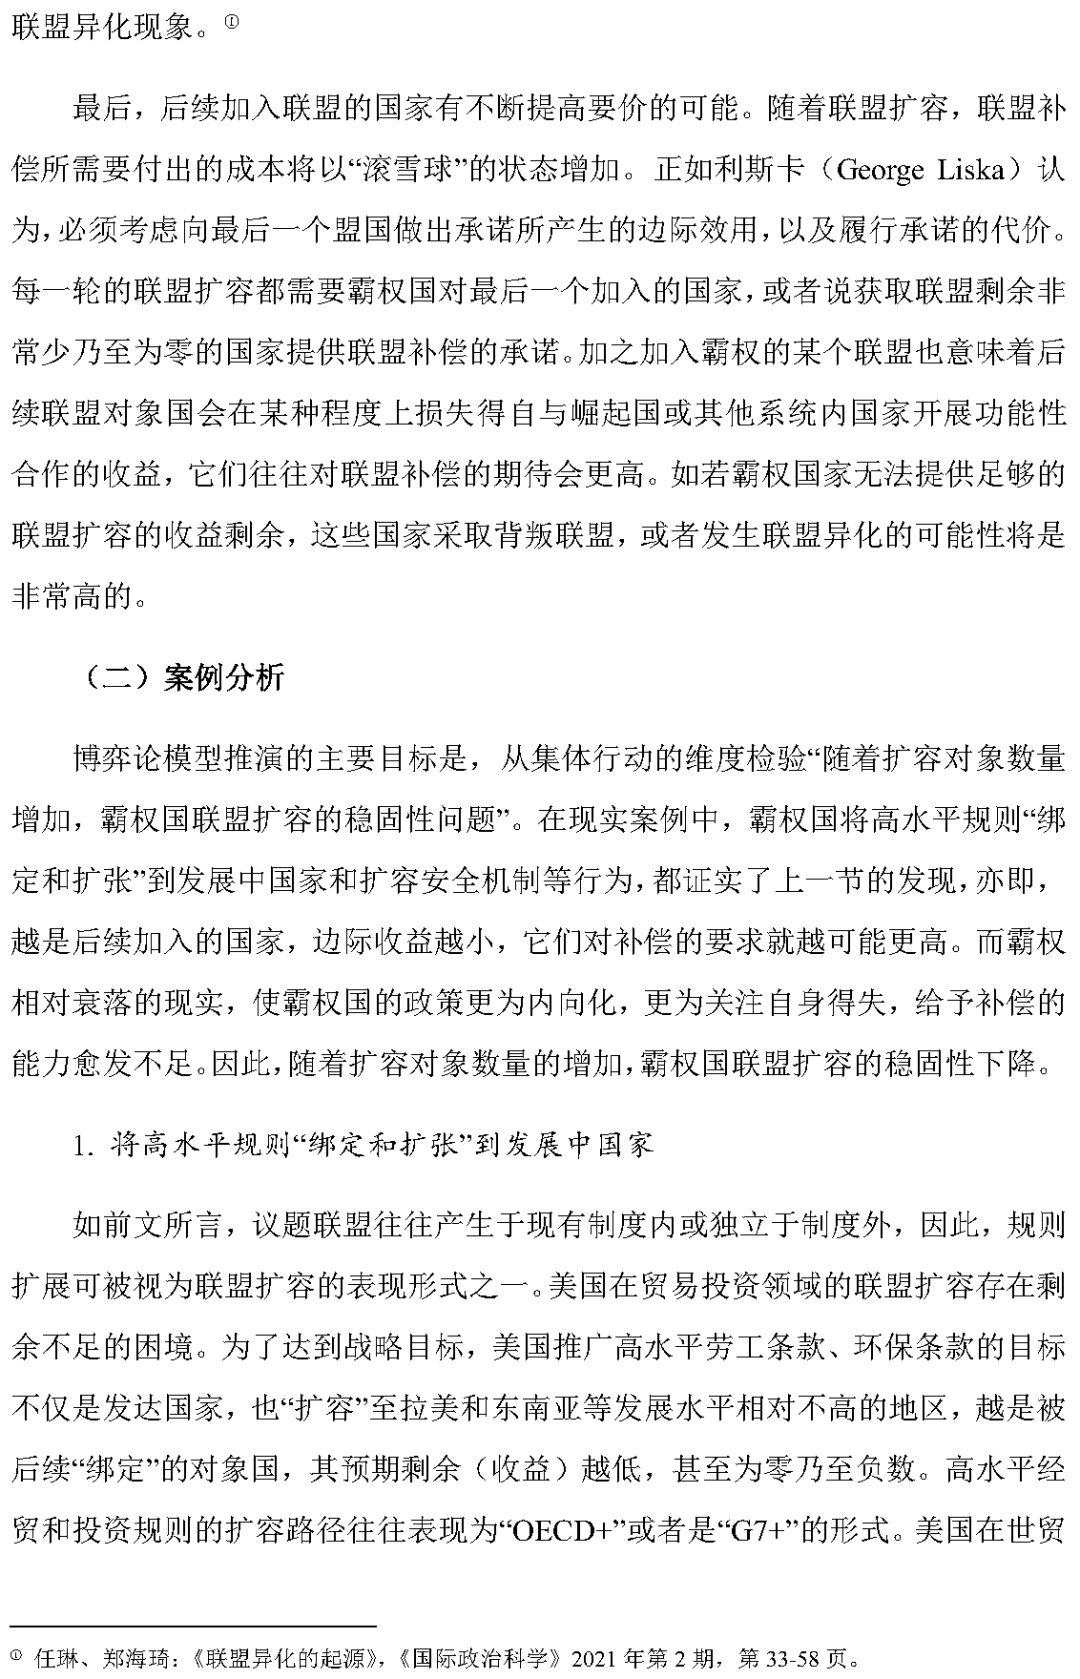 联盟异化现象。①
最后，后续加入联盟的国家有不断提高要价的可能。随着联盟扩容，联盟补
偿所需要付出的成本将以“滚雪球”的状态增加。正如利斯卡（George Liska）认
为，必须考虑向最后一个盟国做出承诺所产生的边际效用，以及履行承诺的代价。
每一轮的联盟扩容都需要霸权国对最后一个加入的国家，或者说获取联盟剩余非
常少乃至为零的国家提供联盟补偿的承诺。加之加入霸权的某个联盟也意味着后
续联盟对象国会在某种程度上损失得自与崛起国或其他系统内国家开展功能性
合作的收益，它们往往对联盟补偿的期待会更高。如若霸权国家无法提供足够的
联盟扩容的收益剩余，这些国家采取背叛联盟，或者发生联盟异化的可能性将是
非常高的。
（二）案例分析
博弈论模型推演的主要目标是，从集体行动的维度检验“随着扩容对象数量
增加，霸权国联盟扩容的稳固性问题”。在现实案例中，霸权国将高水平规则“绑
定和扩张”到发展中国家和扩容安全机制等行为，都证实了上一节的发现，亦即，
越是后续加入的国家，边际收益越小，它们对补偿的要求就越可能更高。而霸权
相对衰落的现实，使霸权国的政策更为内向化，更为关注自身得失，给予补偿的
能力愈发不足。因此，随着扩容对象数量的增加，霸权国联盟扩容的稳固性下降。
1. 将高水平规则“绑定和扩张”到发展中国家
如前文所言，议题联盟往往产生于现有制度内或独立于制度外，因此，规则
扩展可被视为联盟扩容的表现形式之一。美国在贸易投资领域的联盟扩容存在剩
余不足的困境。为了达到战略目标，美国推广高水平劳工条款、环保条款的目标
不仅是发达国家，也“扩容”至拉美和东南亚等发展水平相对不高的地区，越是被
后续“绑定”的对象国，其预期剩余（收益）越低，甚至为零乃至负数。高水平经
贸和投资规则的扩容路径往往表现为“OECD+”或者是“G7+”的形式。美国在世贸
① 任琳、郑海琦：《联盟异化的起源》，《国际政治科学》2021 年第 2 期，第 33-58 页。